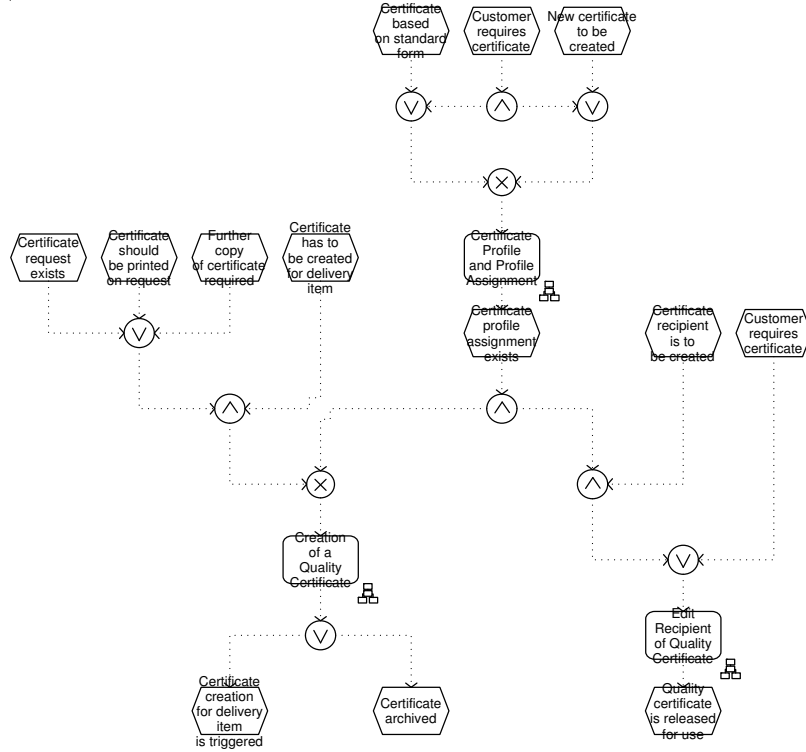 Certificate
based
on standard
form
Customer
requires
certificate
New certificate
to be
created
Certificate
request
exists
Certificate
should
be printed
on request
Further
copy
of certificate
required
Certificate
has to
be created
for delivery
item
Certificate
Profile
and Profile
Assignment
Certificate
profile
assignment
exists
Certificate
recipient
is to
be created
Customer
requires
certificate
Creation
of a
Quality
Certificate
Edit
Recipient
of Quality
Certificate
Certificate
creation
for delivery
item
is triggered
Certificate
archived
Quality
certificate
is released
for use